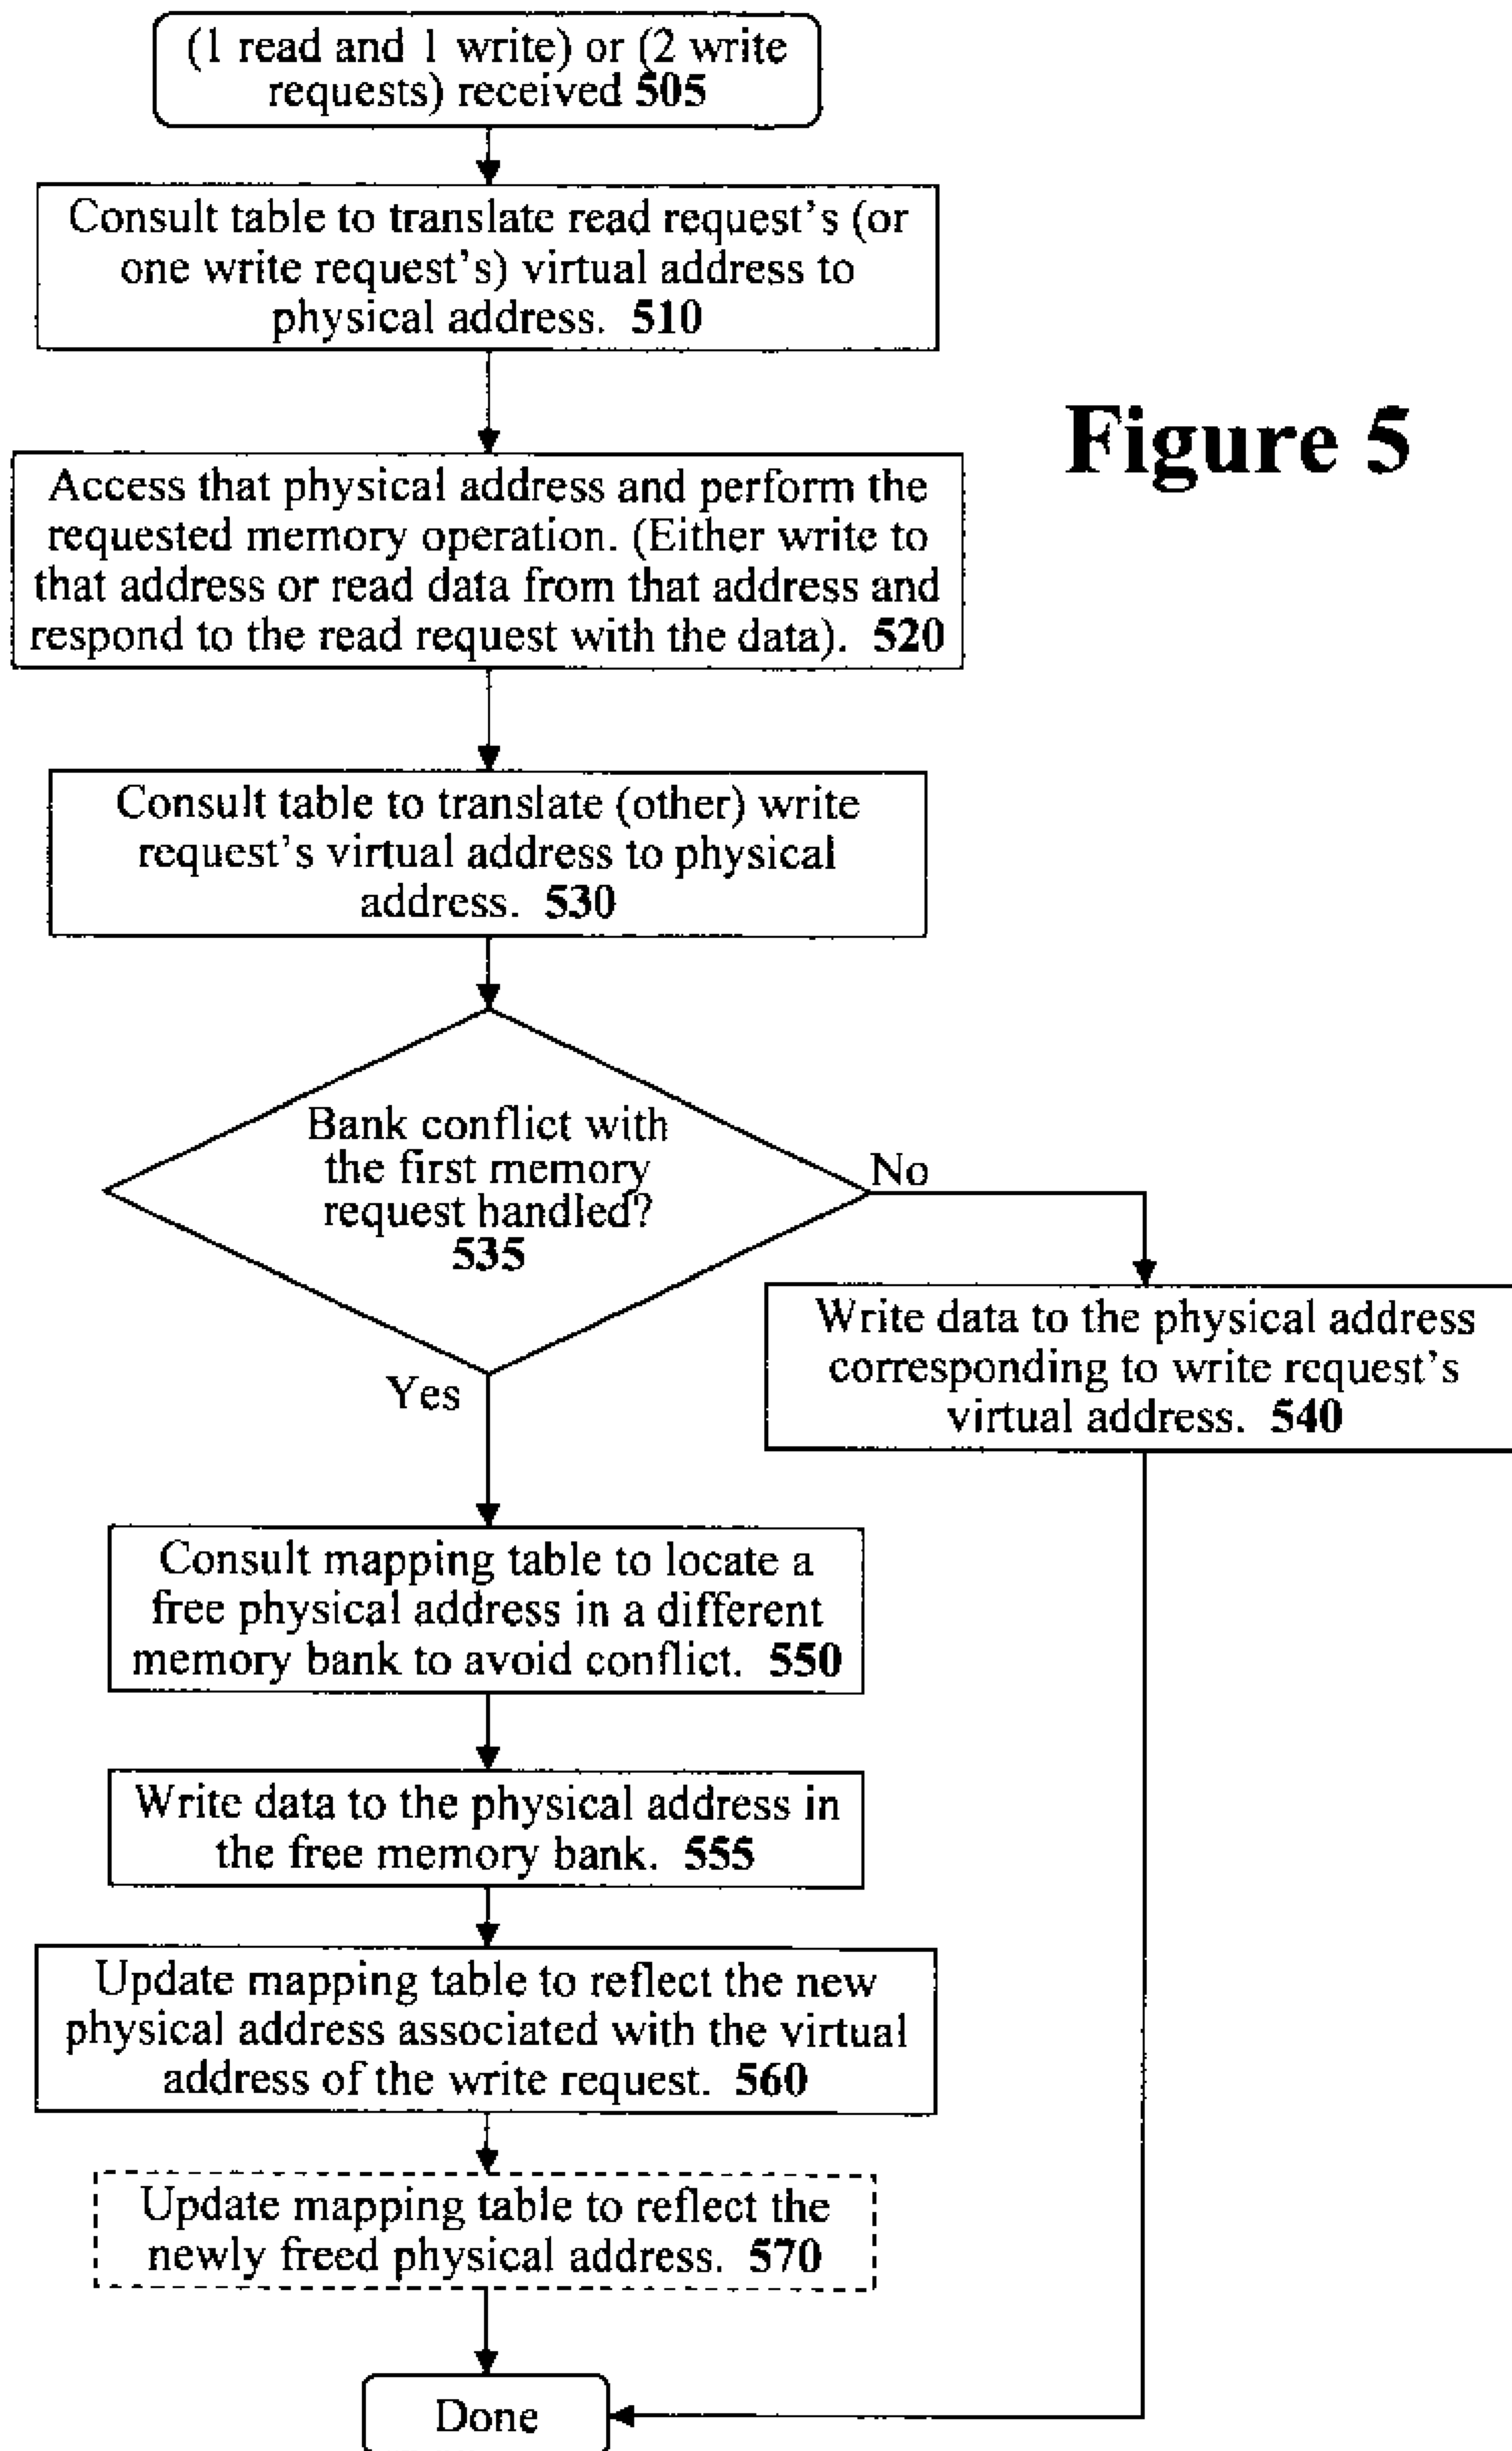 (1 read and 1 write) or (2 write
requests) received 505
Consult table to translate read request's (or
one write request's) virtual address to
physical address. 510
Figure 5
Access that physical address and perform the
requested memory operation. (Either write to
that address or read data from that address and
respond to the read request with the data). 520
Consult table to translate (other) write
request's virtual address to physical
address. 530
Bank conflict with
the first memory
request handled?
535
No
Write data to the physical address
corresponding to write request's
virtual address. 540
Yes
Consult mapping table to locate a
free physical address in a different
memory bank to avoid conflict. 550
Write data to the physical address in
the free memory bank. 555
Update mapping table to reflect the new
physical address associated with the virtual
address of the write request. 560
Update mapping table to reflect the
newly freed physical address. 570
Done